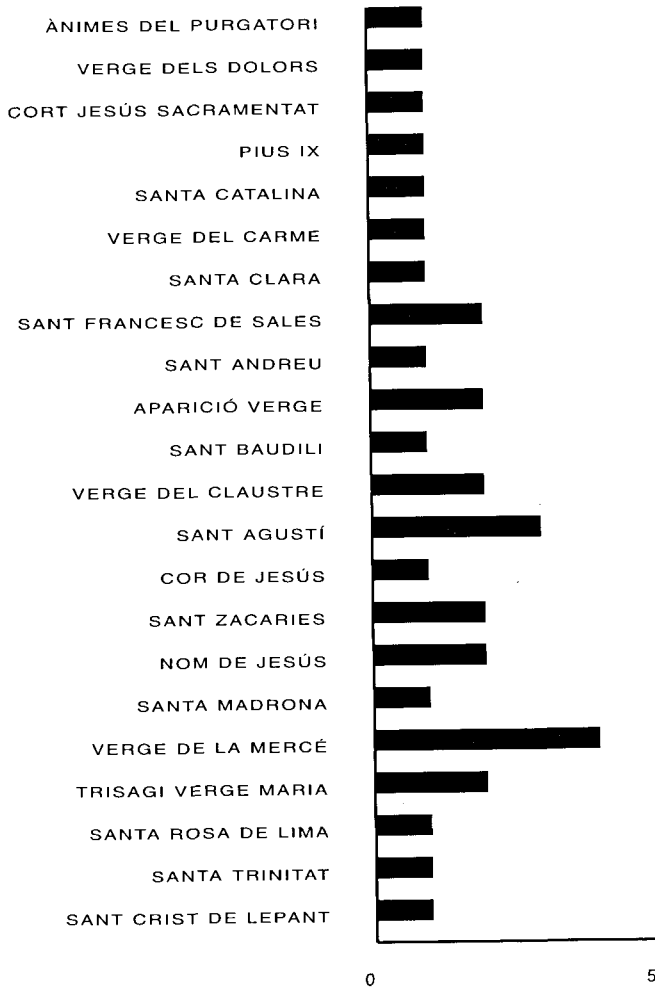 ÀNIMES DEL PURGATORI
VERGE DELS DOLORS
CORT JESÚS SACRAMENTAT
PIUS IX
SANTA CATALINA
VERGE DEL CARME
SANTA CLARA
SANT FRANCESC DE SALES
SANT ANDREU
APARICIÓ VERGE
SANT BAUDILI
VERGE DEL CLAUSTRE
SANT AGUSTÍ
COR DE JESÚS
SANT ZACARIES
NOM DE JESÚS
SANTA MADRONA
VERGE DE LA MERCÉ
TRISAGI VERGE MARIA
SANTA ROSA DE LIMA
SANTA TRINITAT
SANT CRIST DE LEPANT
0 5